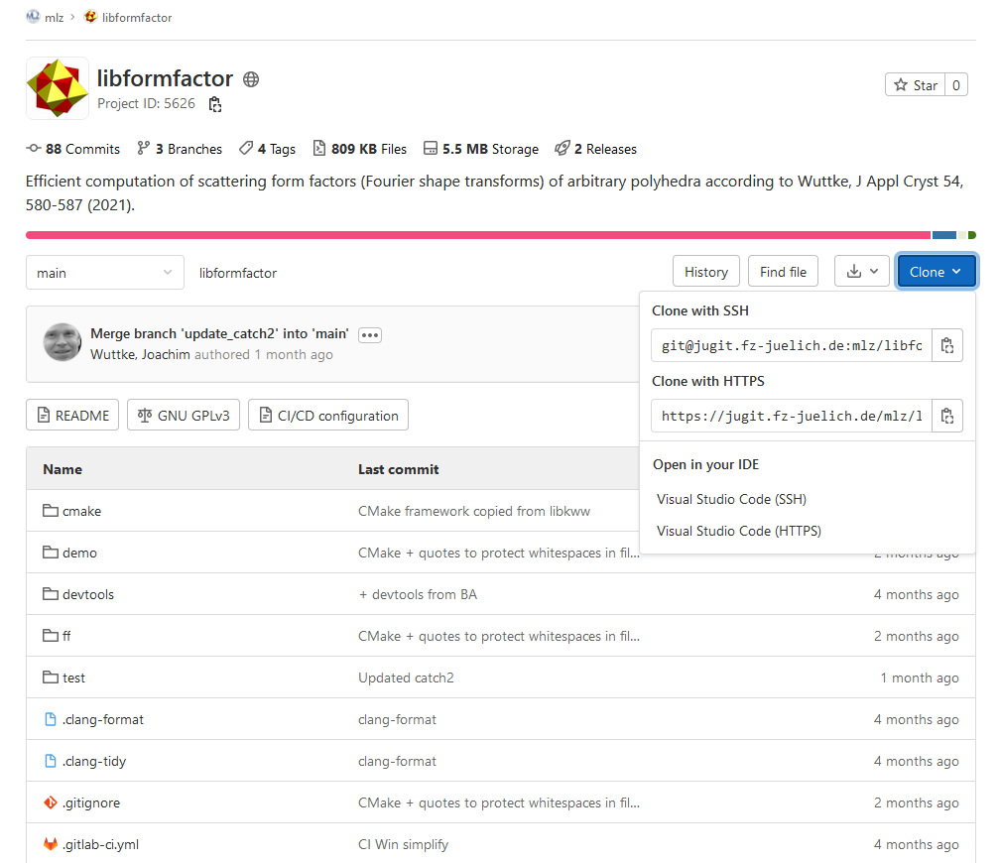 mlz > libformfactor
libformfactor
Project ID: 5626
Star 0
88 Commits 3 Branches 4 Tags 809 KB Files 5.5 MB Storage 2 Releases
Efficient computation of scattering form factors (Fourier shape transforms) of arbitrary polyhedra according to Wuttke, J Appl Cryst 54,
580-587 (2021).
main libformfactor History Find file Clone
Merge branch 'update_catch2' into 'main'
Wuttke, Joachim authored 1 month ago
Clone with SSH
git@jugit.fz-juelich.de:mlz/libfo
Clone with HTTPS
https://jugit.fz-juelich.de/mlz/l
Open in your IDE
Visual Studio Code (SSH)
Visual Studio Code (HTTPS)
README GNU GPLv3 CI/CD configuration
Name Last commit
cmake CMake framework copied from libkww
demo CMake + quotes to protect whitespaces in fil... 2 months ago
devtools + devtools from BA 4 months ago
ff CMake + quotes to protect whitespaces in fil... 2 months ago
test Updated catch2 1 month ago
.clang-format clang-format 4 months ago
.clang-tidy clang-format 4 months ago
.gitignore CMake + quotes to protect whitespaces in fil... 2 months ago
.gitlab-ci.yml CI Win simplify 4 months ago